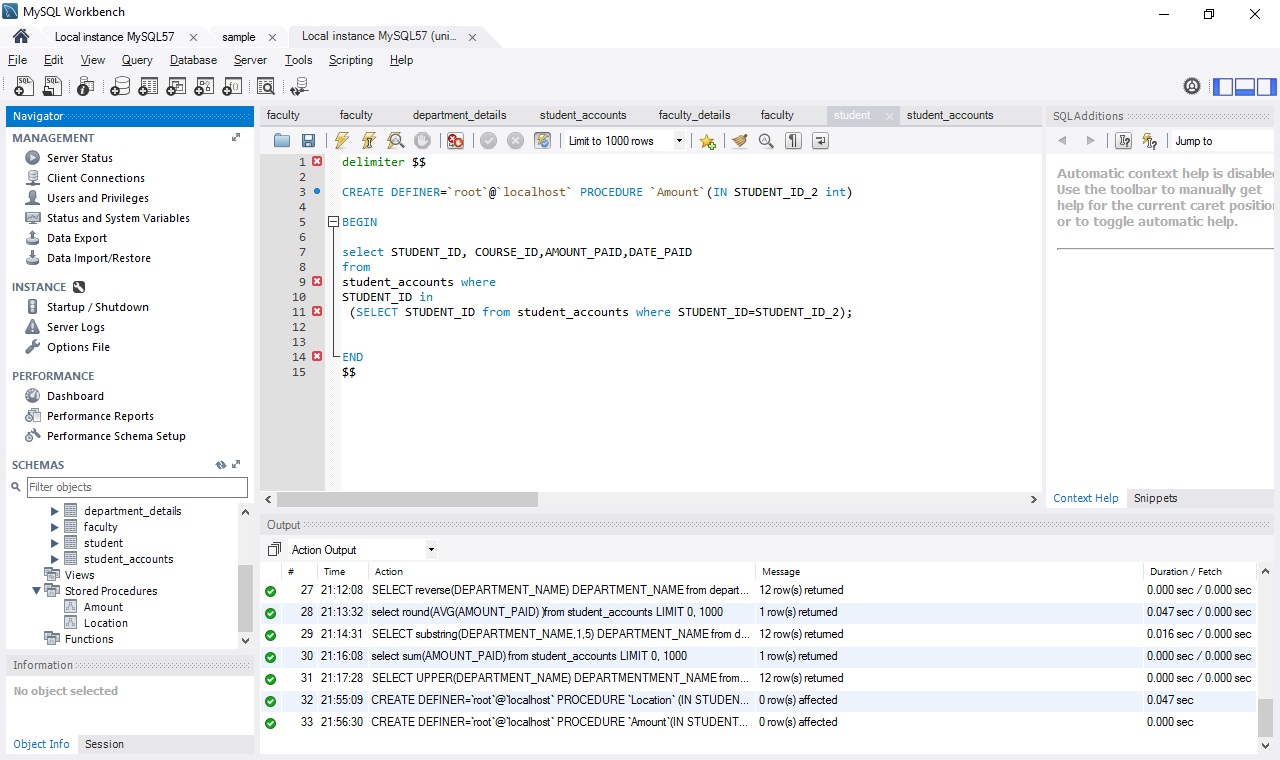 MySQL Workbench
Local instance MySQL57 sample Local instance MySQL57 (uni...
File Edit View Query Database Server Tools Scripting Help
Navigator
MANAGEMENT
Server Status
Client Connections
Users and Privileges
Status and System Variables
Data Export
Data Import/Restore
INSTANCE
Startup / Shutdown
Server Logs
Options File
PERFORMANCE
Dashboard
Performance Reports
Performance Schema Setup
SCHEMAS
Filter objects
department_details
faculty
student
student_accounts
Views
Stored Procedures
Amount
Location
Functions
Information
No object selected
Object Info Session
faculty faculty department_details student_accounts faculty_details faculty student student_accounts
Limit to 1000 rows
1 delimiter $$
2
3 CREATE DEFINER=`root`@`localhost` PROCEDURE `Amount`(IN STUDENT_ID_2 int)
4
5 BEGIN
6
7 select STUDENT_ID, COURSE_ID,AMOUNT_PAID,DATE_PAID
8 from
9 student_accounts where
10 STUDENT_ID in
11 (SELECT STUDENT_ID from student_accounts where STUDENT_ID=STUDENT_ID_2);
12
13
14 END
15 $$
SQLAdditions
Jump to
Automatic context help is disable
Use the toolbar to manually get
help for the current caret position
or to toggle automatic help.
Context Help Snippets
Output
Action Output
# Time Action Message Duration / Fetch
27 21:12:08 SELECT reverse(DEPARTMENT_NAME) DEPARTMENT_NAME from depart... 12 row(s) returned 0.000 sec / 0.000 sec
28 21:13:32 select round(AVG(AMOUNT_PAID) )from student_accounts LIMIT 0, 1000 1 row(s) returned 0.047 sec / 0.000 sec
29 21:14:31 SELECT substring(DEPARTMENT_NAME,1,5) DEPARTMENT_NAME from d... 12 row(s) returned 0.016 sec / 0.000 sec
30 21:16:08 select sum(AMOUNT_PAID) from student_accounts LIMIT 0, 1000 1 row(s) returned 0.000 sec / 0.000 sec
31 21:17:28 SELECT UPPER(DEPARTMENT_NAME) DEPARTMENTMENT_NAME from... 12 row(s) returned 0.000 sec / 0.000 sec
32 21:55:09 CREATE DEFINER=`root`@`localhost` PROCEDURE `Location` (IN STUDEN... 0 row(s) affected 0.047 sec
33 21:56:30 CREATE DEFINER=`root`@`localhost` PROCEDURE `Amount`(IN STUDENT... 0 row(s) affected 0.000 sec